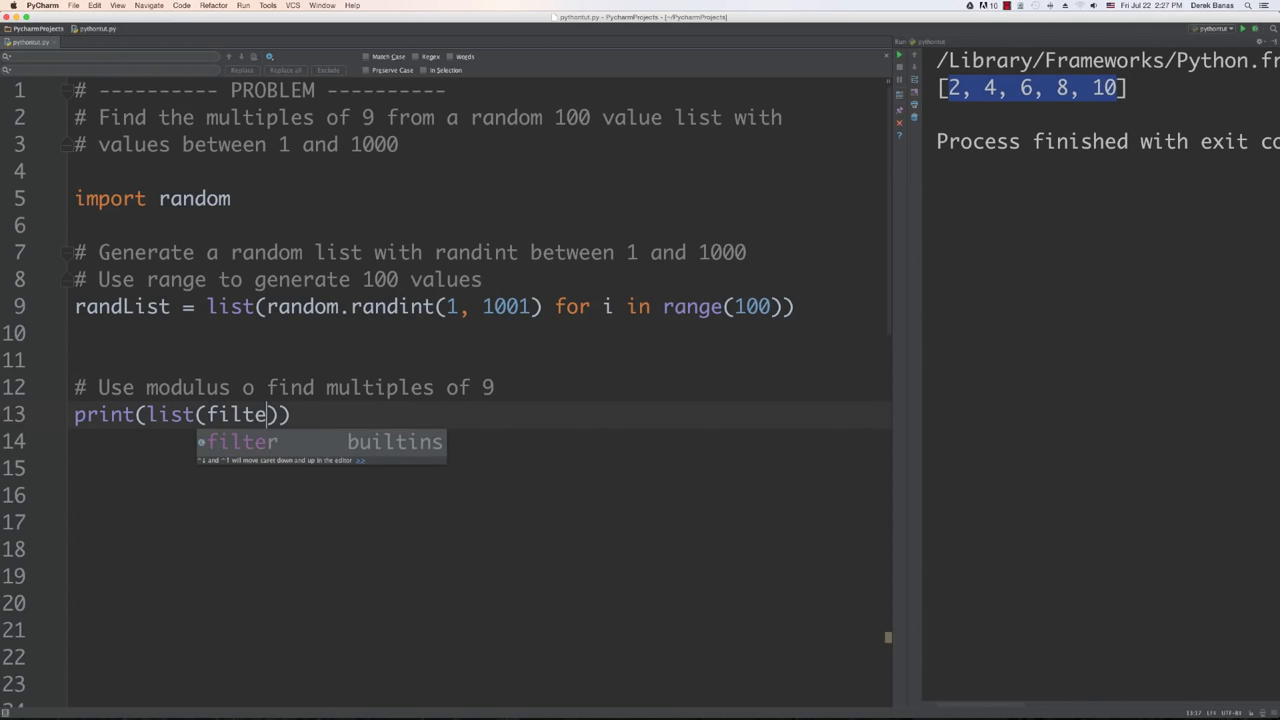 PyCharm File Edit View Navigate Code Refactor Run Tools VCS Window Help 10 Fri Jul 22 2:27 PM Derek Banas
pythontut.py - PycharmProjects - [~/PycharmProjects]
PycharmProjects pythontut.py pythontut
pythontut.py Run pythontut
Match Case Regex Words
Replace Replace all Exclude Preserve Case In Selection
1 # ---------- PROBLEM ----------
2 # Find the multiples of 9 from a random 100 value list with
3 # values between 1 and 1000
4
5 import random
6
7 # Generate a random list with randint between 1 and 1000
8 # Use range to generate 100 values
9 randList = list(random.randint(1, 1001) for i in range(100))
10
11
12 # Use modulus o find multiples of 9
13 print(list(filte))
filter builtins
^↓ and ^↑ will move caret down and up in the editor >>
14
15
16
17
18
19
20
21
22
23
24
/Library/Frameworks/Python.fr
[2, 4, 6, 8, 10]
Process finished with exit co
13:17 LF UTF-8